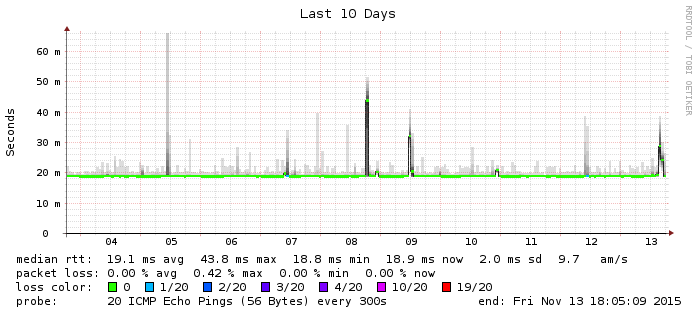 Last 10 Days
RRDTOOL / TOBI OETIKER
Seconds
60 m
50 m
40 m
30 m
20 m
10 m
0
04 05 06 07 08 09 10 11 12 13
median rtt: 19.1 ms avg 43.8 ms max 18.8 ms min 18.9 ms now 2.0 ms sd 9.7 am/s
packet loss: 0.00 % avg 0.42 % max 0.00 % min 0.00 % now
loss color: 0 1/20 2/20 3/20 4/20 10/20 19/20
probe: 20 ICMP Echo Pings (56 Bytes) every 300s end: Fri Nov 13 18:05:09 2015